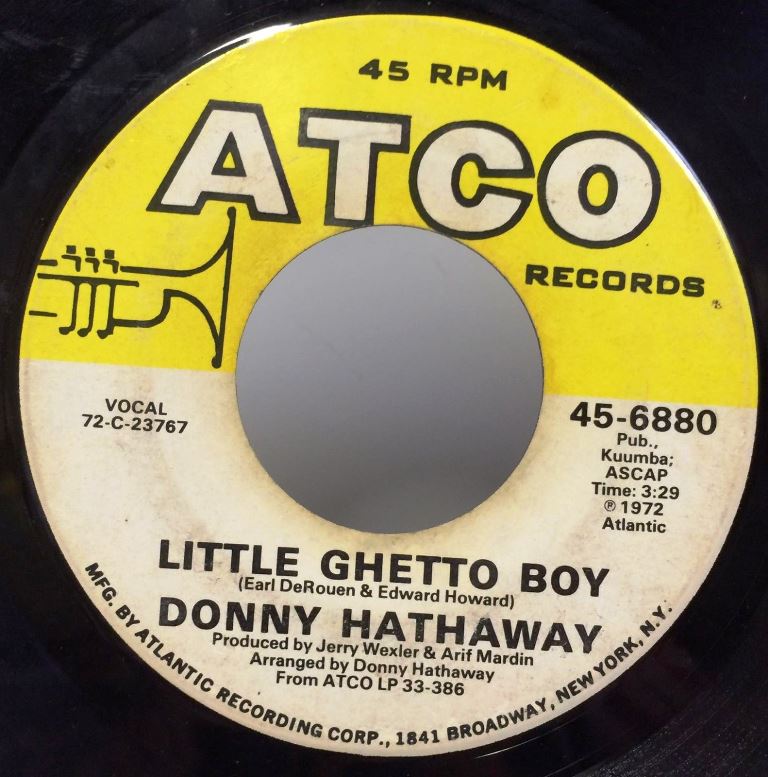 45 RPM
ATCO
RECORDS
VOCAL
72-C-23767
45-6880
Pub.,
Kuumba;
ASCAP
Time: 3:29
℗ 1972
Atlantic
LITTLE GHETTO BOY
(Earl DeRouen & Edward Howard)
DONNY HATHAWAY
Produced by Jerry Wexler & Arif Mardin
Arranged by Donny Hathaway
From ATCO LP 33-386
MFG. BY ATLANTIC RECORDING CORP., 1841 BROADWAY, NEW YORK, N.Y.